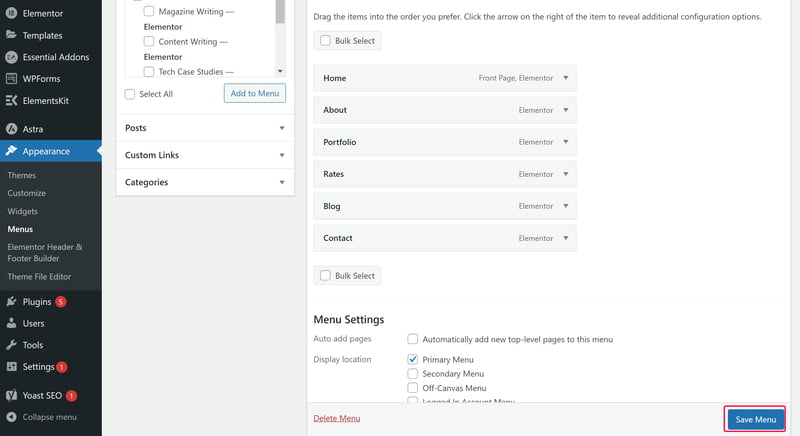 Elementor
Templates
Essential Addons
WPForms
ElementsKit
Astra
Appearance
Themes
Customize
Widgets
Menus
Elementor Header &
Footer Builder
Theme File Editor
Plugins 5
Users
Tools
Settings 1
Yoast SEO 1
Collapse menu
Magazine Writing —
Elementor
Content Writing —
Elementor
Tech Case Studies —
Select All
Add to Menu
Posts
Custom Links
Categories
Drag the items into the order you prefer. Click the arrow on the right of the item to reveal additional configuration options.
Bulk Select
Home Front Page, Elementor
About Elementor
Portfolio Elementor
Rates Elementor
Blog Elementor
Contact Elementor
Bulk Select
Menu Settings
Auto add pages Automatically add new top-level pages to this menu
Display location Primary Menu
Secondary Menu
Off-Canvas Menu
Logged In Account Menu
Delete Menu Save Menu